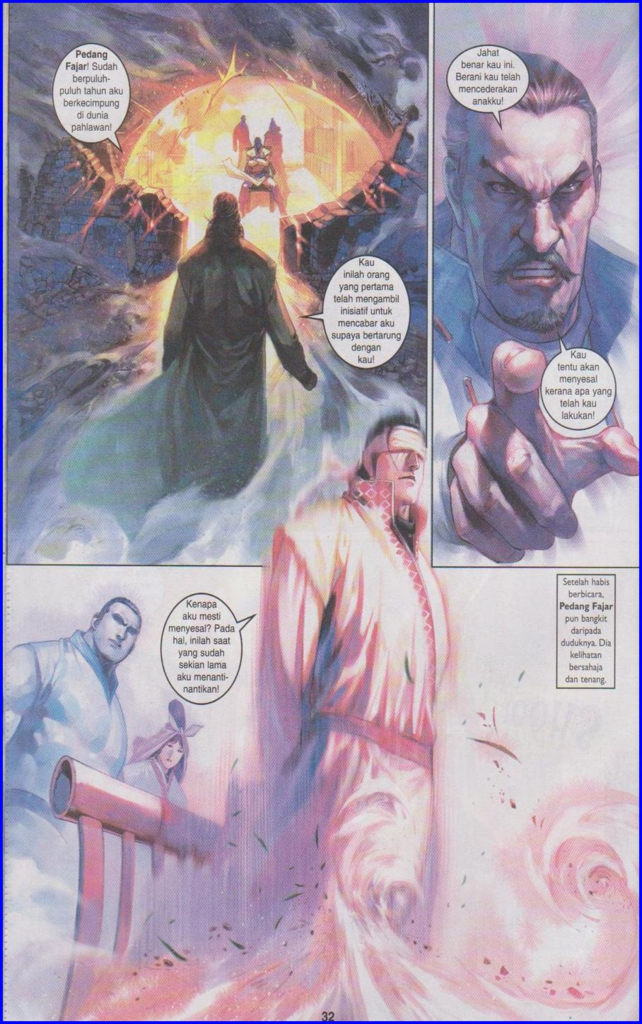 Pedang
Fajar! Sudah
berpuluh-
puluh tahun aku
berkecimpung
di dunia
pahlawan!
Kau
inilah orang
yang pertama
telah mengambil
inisiatif untuk
mencabar aku
supaya bertarung
dengan
kau!
Jahat
benar kau ini.
Berani kau telah
mencederakan
anakku!
Kau
tentu akan
menyesal
kerana apa yang
telah kau
lakukan!
Kenapa
aku mesti
menyesal? Pada
hal, inilah saat
yang sudah
sekian lama
aku menanti-
nantikan!
Setelah habis
berbicara,
Pedang Fajar
pun bangkit
daripada
duduknya. Dia
kelihatan
bersahaja
dan tenang.
32